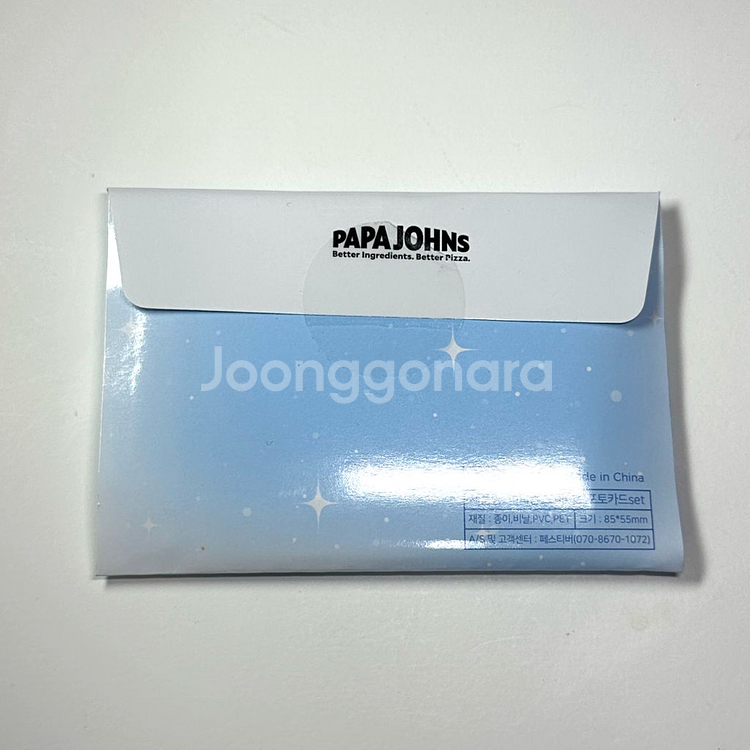 PAPA JOHNS
Better Ingredients. Better Pizza.
Joonggonara
in China
포토카드set
재질 : 종이,비닐,PVC,PET 크기 : 85*55mm
A/S 및 고객센터 : 페스티버(070-8670-1072)